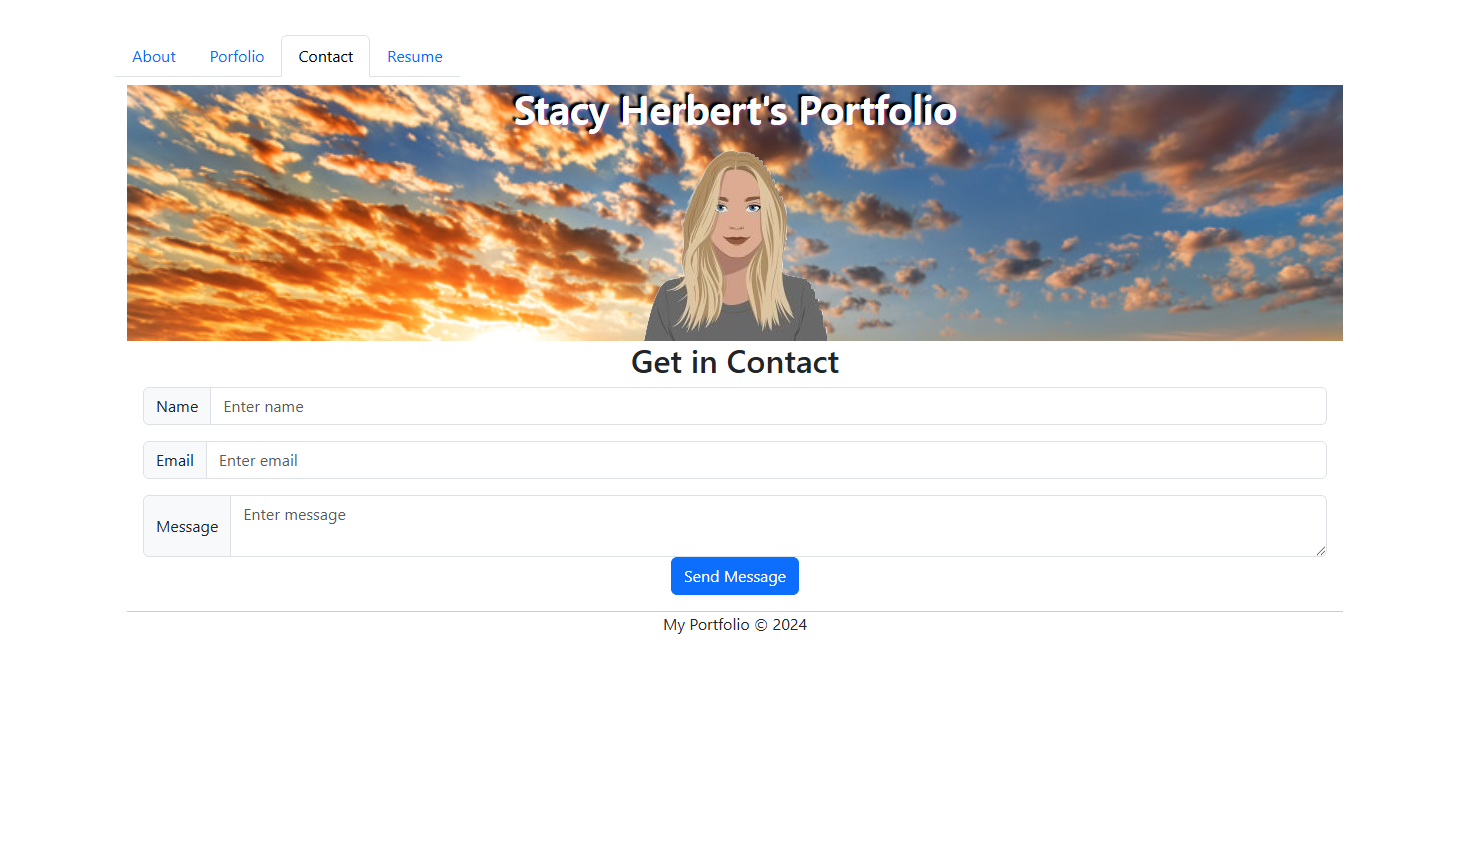 About Porfolio Contact Resume
Stacy Herbert's Portfolio
Get in Contact
Name Enter name
Email Enter email
Message Enter message
Send Message
My Portfolio © 2024